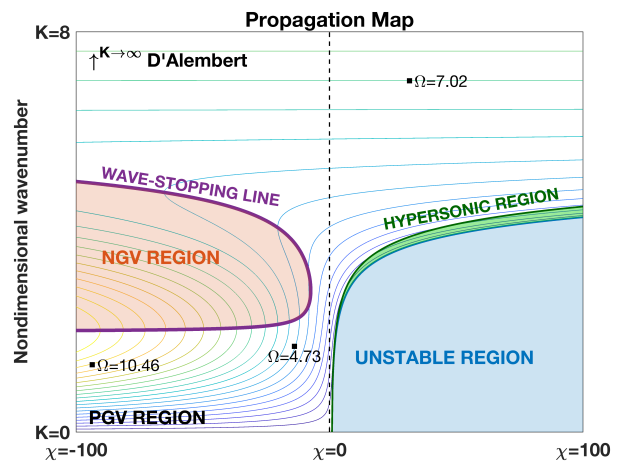 Propagation Map
K=8
↑K→∞ D'Alembert
Ω=7.02
WAVE-STOPPING LINE
HYPERSONIC REGION
NGV REGION
Nondimensional wavenumber
Ω=4.73
UNSTABLE REGION
Ω=10.46
PGV REGION
K=0
χ=-100
χ=0
χ=100